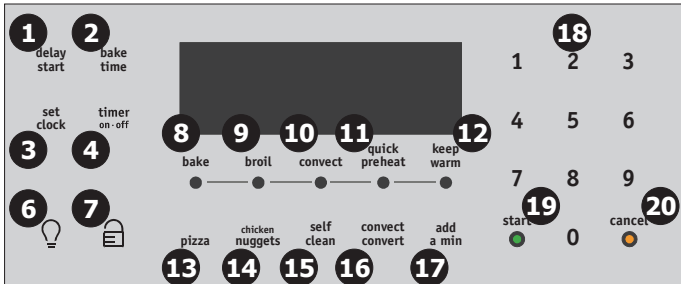 1 2 18
delay start bake time
1 2 3
set clock timer on·off
4 5 6
3 4
8 9 10 11 12
bake broil convect quick preheat keep warm
7 8 9
6 7
19 20
start cancel
0
pizza chicken nuggets self clean convect convert add a min
13 14 15 16 17